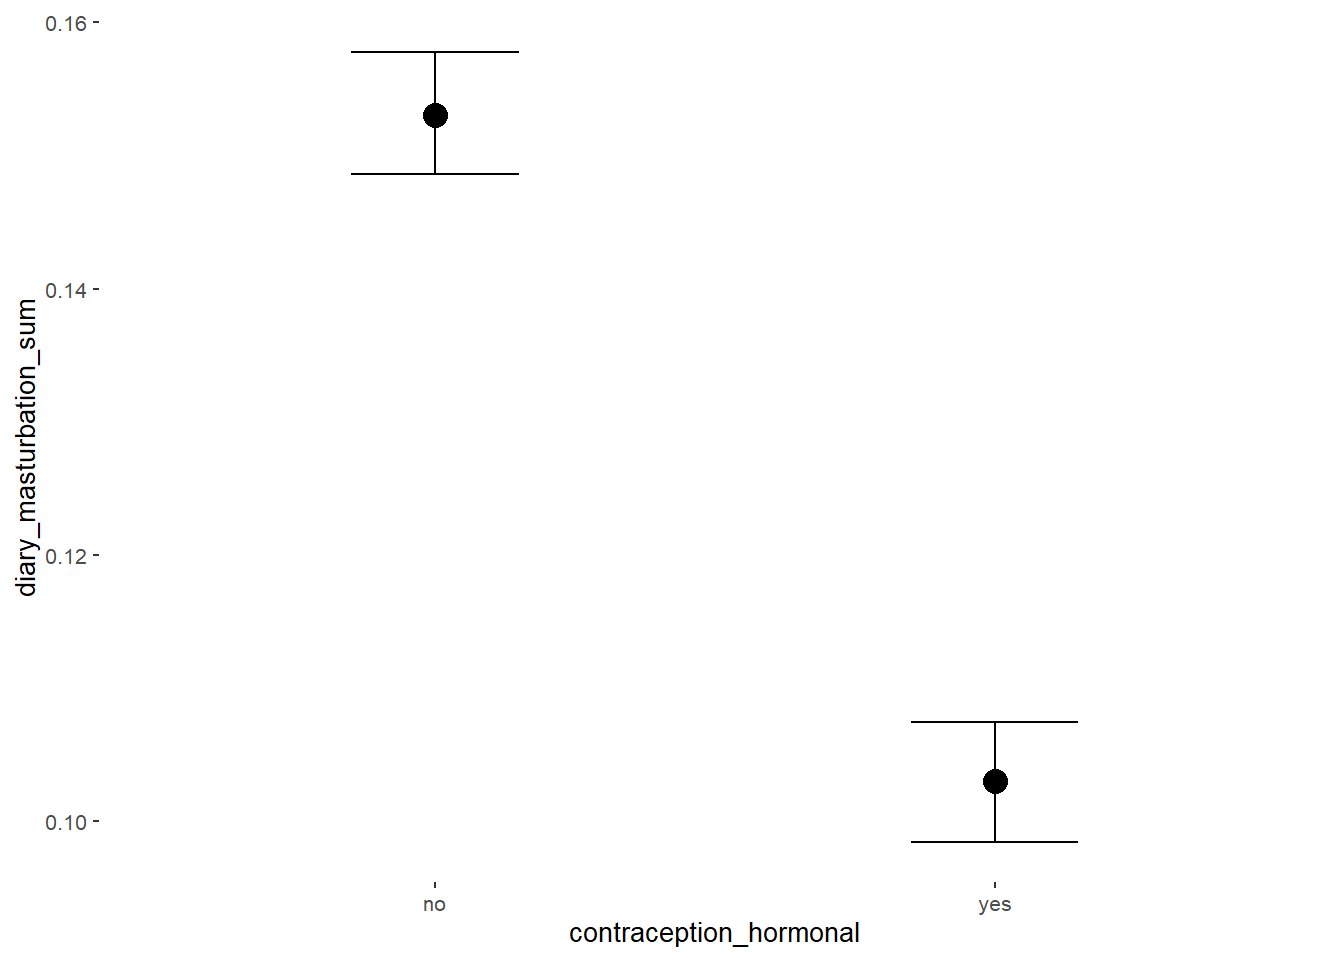 diary_masturbation_sum
0.16
0.14
0.12
0.10
no
yes
contraception_hormonal